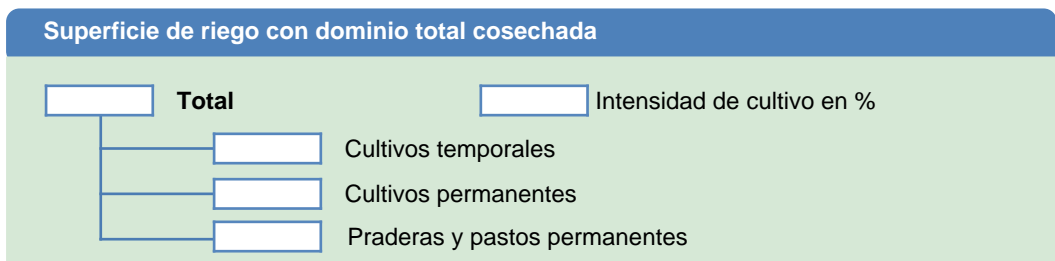 Superficie de riego con dominio total cosechada
Total Intensidad de cultivo en %
Cultivos temporales
Cultivos permanentes
Praderas y pastos permanentes